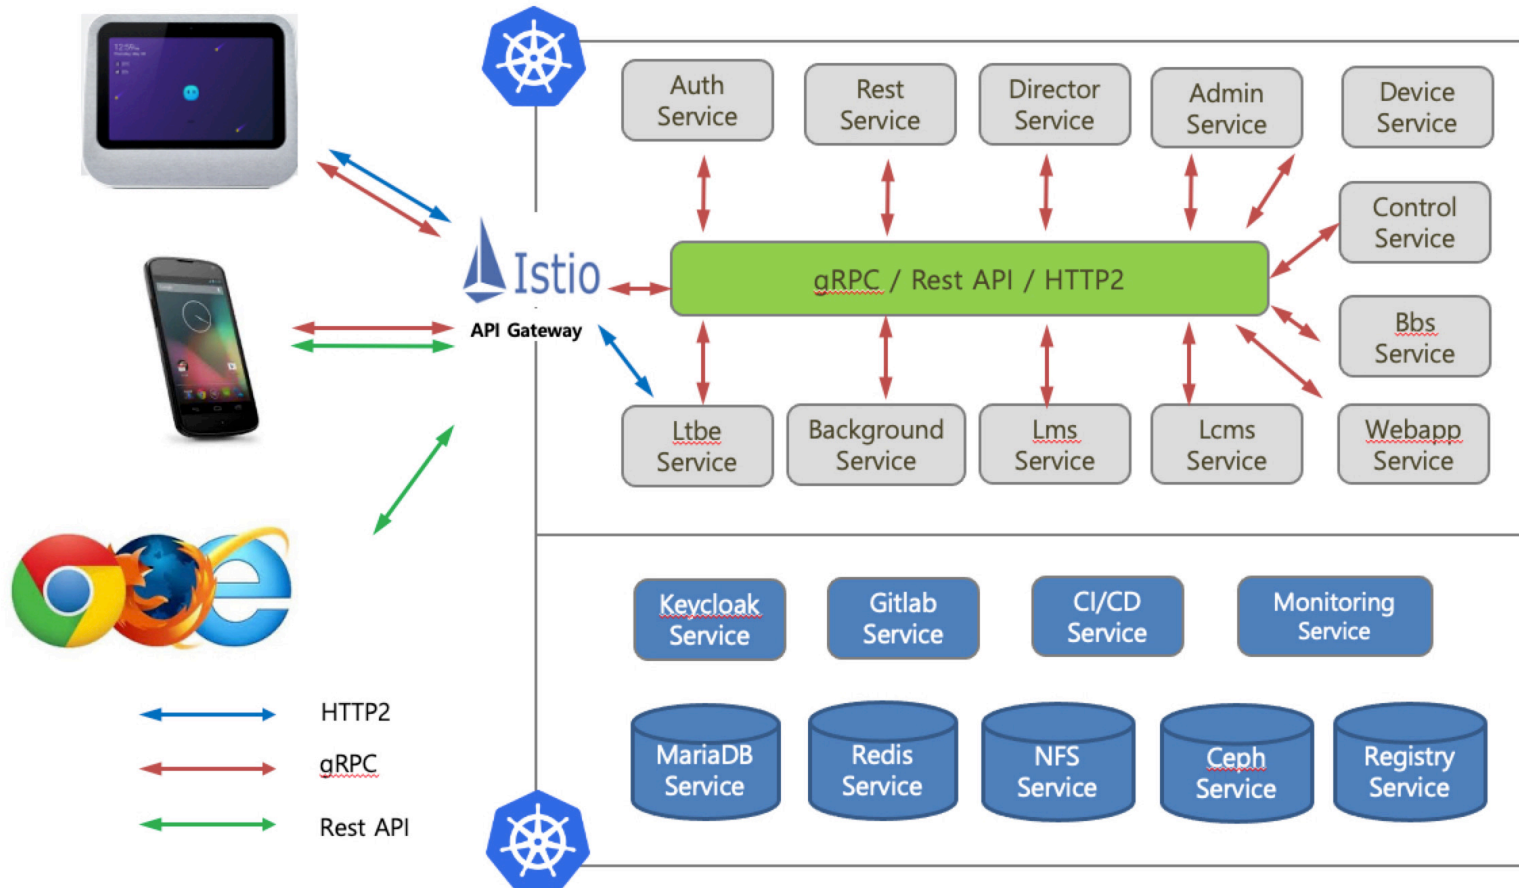 12:59
Auth
Service
Rest
Service
Director
Service
Admin
Service
Device
Service
Control
Service
Istio
API Gateway
gRPC / Rest API / HTTP2
Bbs
Service
Ltbe
Service
Background
Service
Lms
Service
Lcms
Service
Webapp
Service
Keycloak
Service
Gitlab
Service
CI/CD
Service
Monitoring
Service
MariaDB
Service
Redis
Service
NFS
Service
Ceph
Service
Registry
Service
HTTP2
gRPC
Rest API